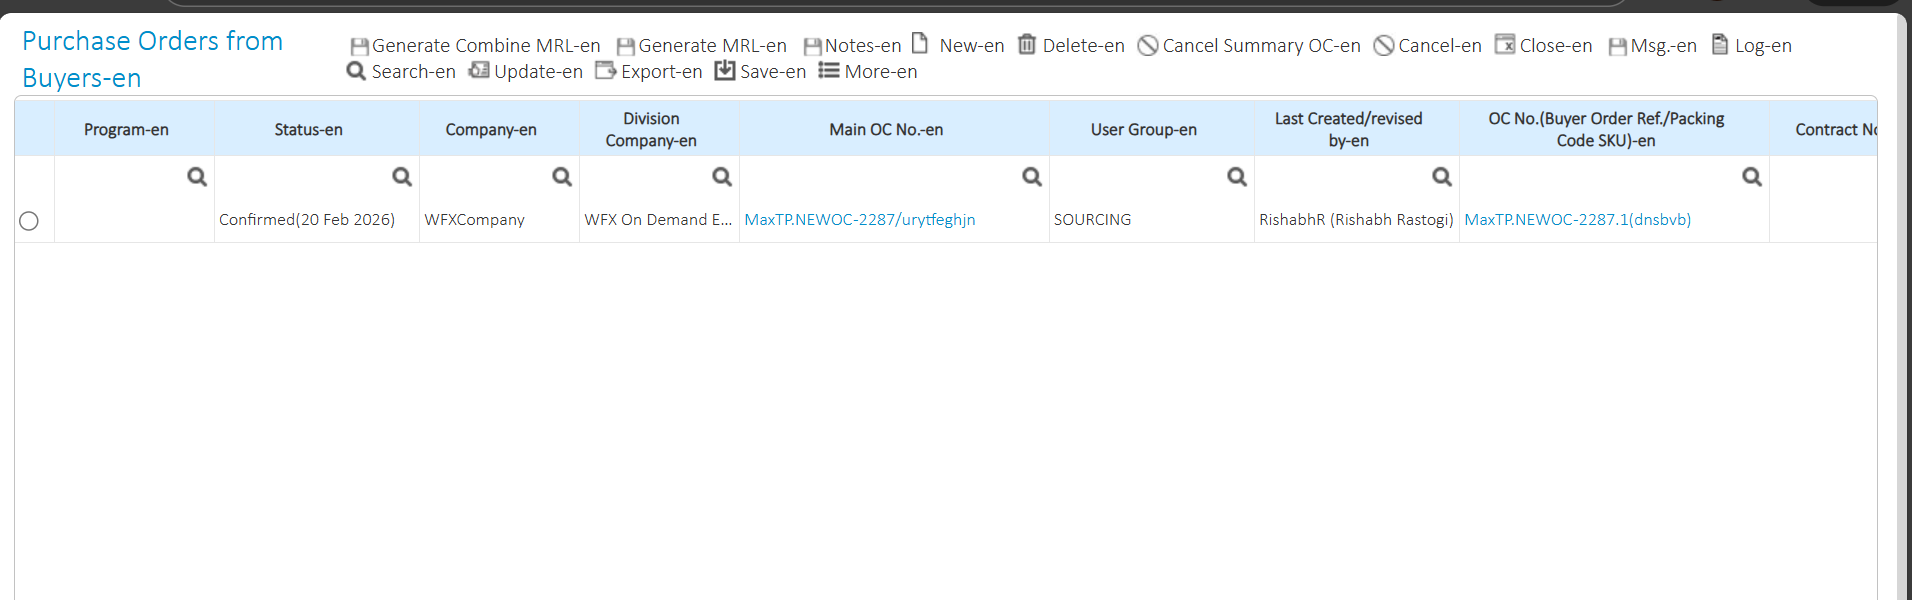 Purchase Orders from
Buyers-en
Generate Combine MRL-en Generate MRL-en Notes-en New-en Delete-en Cancel Summary OC-en Cancel-en Close-en Msg.-en Log-en
Search-en Update-en Export-en Save-en More-en
Program-en Status-en Company-en Division Company-en Main OC No.-en User Group-en Last Created/revised by-en OC No.(Buyer Order Ref./Packing Code SKU)-en Contract No
Confirmed(20 Feb 2026) WFXCompany WFX On Demand E... MaxTP.NEWOC-2287/urytfeghjn SOURCING RishabhR (Rishabh Rastogi) MaxTP.NEWOC-2287.1(dnsbvb)